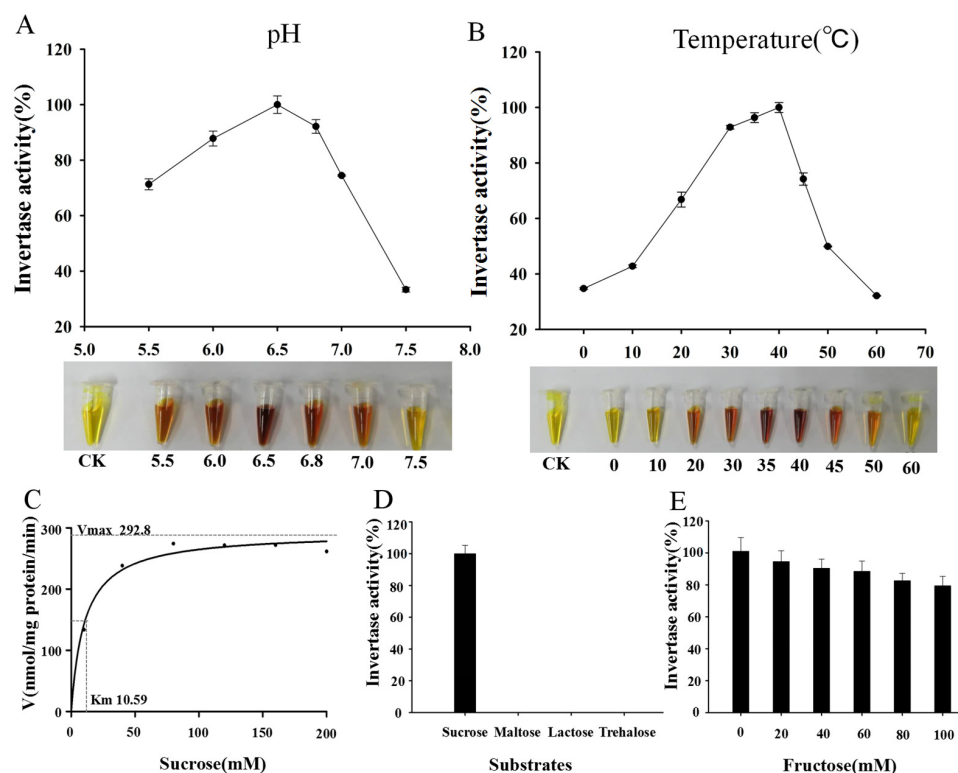 A
pH
Invertase activity(%)
120
100
80
60
40
20
5.0 5.5 6.0 6.5 7.0 7.5 8.0
CK 5.5 6.0 6.5 6.8 7.0 7.5
B
Temperature(°C)
Invertase activity(%)
120
100
80
60
40
20
0 10 20 30 40 50 60 70
CK 0 10 20 30 35 40 45 50 60
C
V(nmol/mg protein/min)
300
200
100
0
Vmax 292.8
Km 10.59
0 50 100 150 200
Sucrose(mM)
D
Invertase activity(%)
120
100
80
60
40
20
0
Sucrose Maltose Lactose Trehalose
Substrates
E
Invertase activity(%)
120
100
80
60
40
20
0
0 20 40 60 80 100
Fructose(mM)